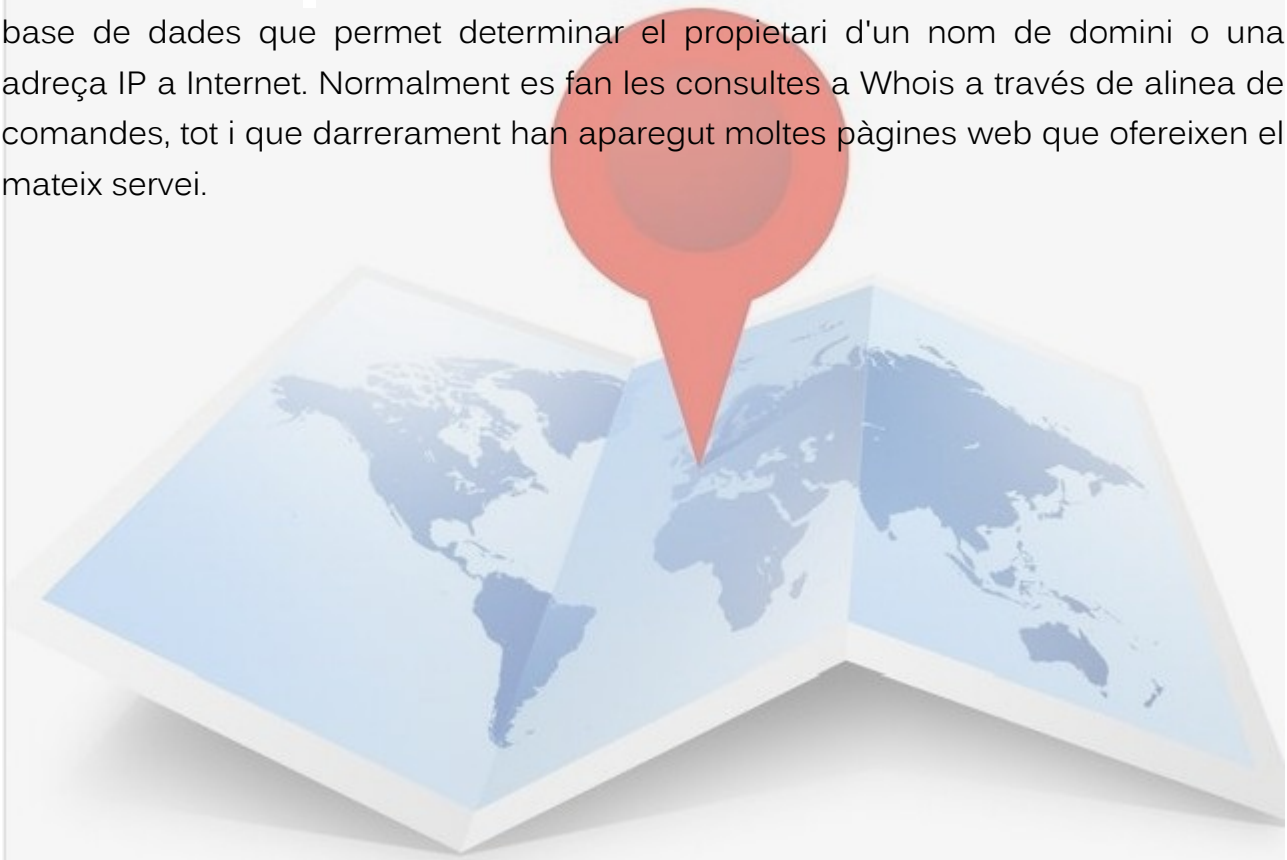 base de dades que permet determinar el propietari d'un nom de domini o una
adreça IP a Internet. Normalment es fan les consultes a Whois a través de alinea de
comandes, tot i que darrerament han aparegut moltes pàgines web que ofereixen el
mateix servei.